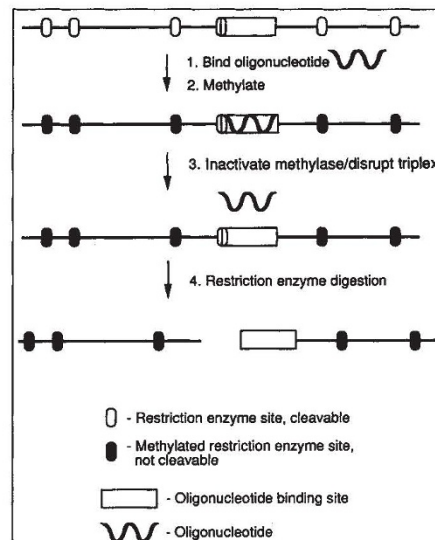 1. Bind oligonucleotide
2. Methylate
3. Inactivate methylase/disrupt triplex
4. Restriction enzyme digestion
- Restriction enzyme site, cleavable
- Methylated restriction enzyme site,
not cleavable
- Oligonucleotide binding site
- Oligonucleotide